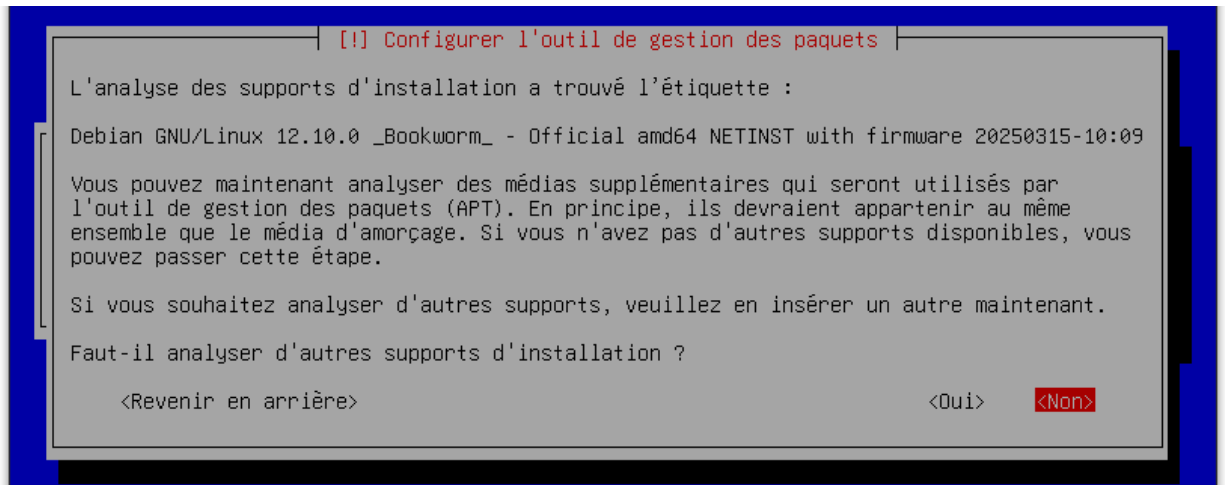 [!] Configurer l'outil de gestion des paquets
L'analyse des supports d'installation a trouvé l’étiquette :
Debian GNU/Linux 12.10.0 _Bookworm_ - Official amd64 NETINST with firmware 20250315-10:09
Vous pouvez maintenant analyser des médias supplémentaires qui seront utilisés par
l'outil de gestion des paquets (APT). En principe, ils devraient appartenir au même
ensemble que le média d'amorçage. Si vous n'avez pas d'autres supports disponibles, vous
pouvez passer cette étape.
Si vous souhaitez analyser d'autres supports, veuillez en insérer un autre maintenant.
Faut-il analyser d'autres supports d'installation ?
<Revenir en arrière> <Oui> <Non>